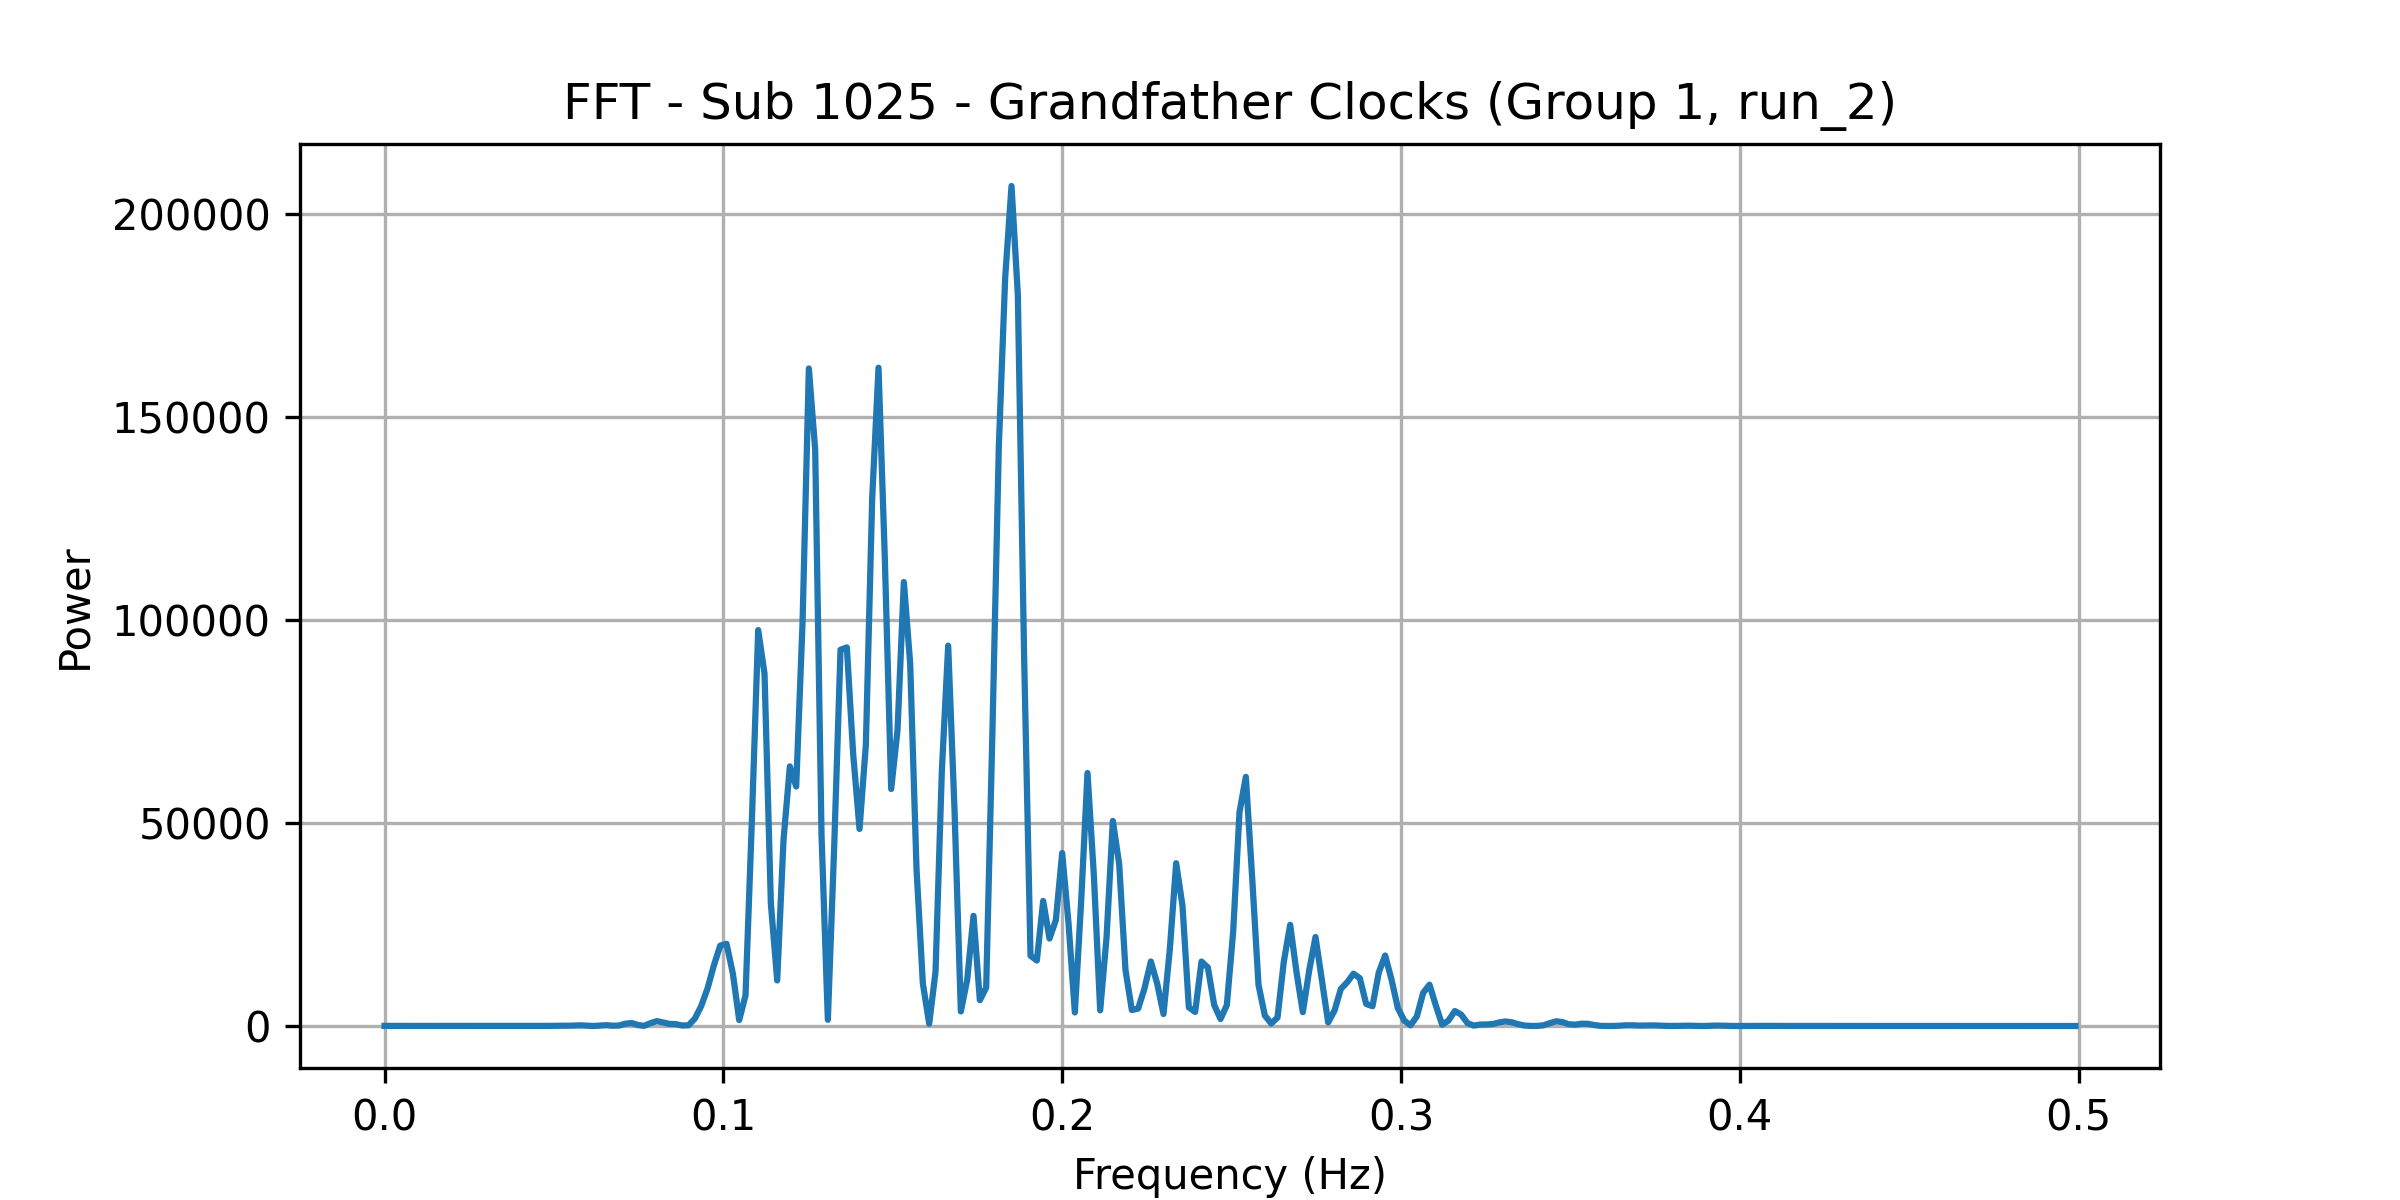 FFT - Sub 1025 - Grandfather Clocks (Group 1, run_2)
Power
200000
150000
100000
50000
0
0.0 0.1 0.2 0.3 0.4 0.5
Frequency (Hz)